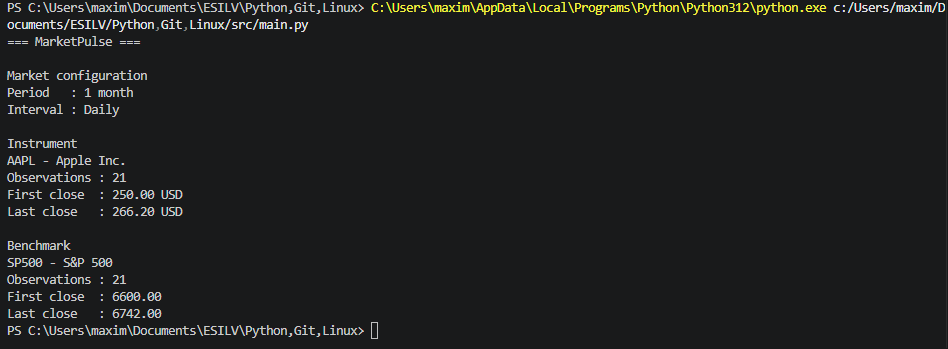 PS C:\Users\maxim\Documents\ESILV\Python,Git,Linux> C:\Users\maxim\AppData\Local\Programs\Python\Python312\python.exe c:/Users/maxim/D
ocuments/ESILV/Python,Git,Linux/src/main.py
=== MarketPulse ===

Market configuration
Period   : 1 month
Interval : Daily

Instrument
AAPL - Apple Inc.
Observations : 21
First close  : 250.00 USD
Last close   : 266.20 USD

Benchmark
SP500 - S&P 500
Observations : 21
First close  : 6600.00
Last close   : 6742.00
PS C:\Users\maxim\Documents\ESILV\Python,Git,Linux>